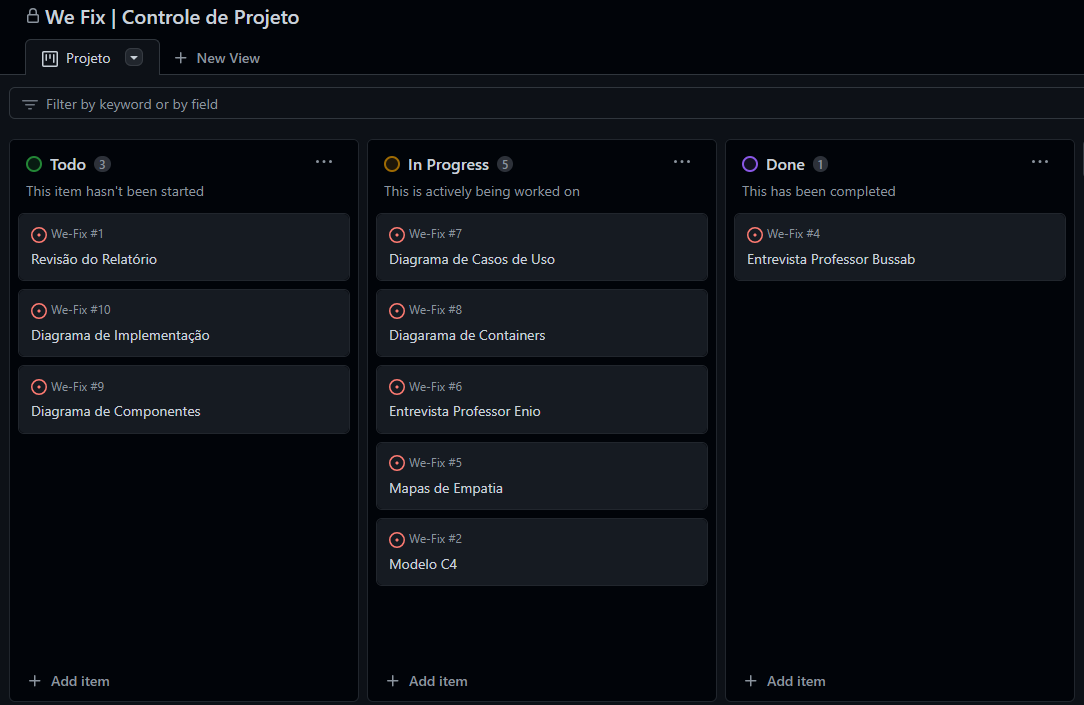 We Fix | Controle de Projeto
Projeto
New View
Filter by keyword or by field
Todo 3
This item hasn't been started
We-Fix #1
Revisão do Relatório
We-Fix #10
Diagrama de Implementação
We-Fix #9
Diagrama de Componentes
Add item
In Progress 5
This is actively being worked on
We-Fix #7
Diagrama de Casos de Uso
We-Fix #8
Diagarama de Containers
We-Fix #6
Entrevista Professor Enio
We-Fix #5
Mapas de Empatia
We-Fix #2
Modelo C4
Add item
Done 1
This has been completed
We-Fix #4
Entrevista Professor Bussab
Add item